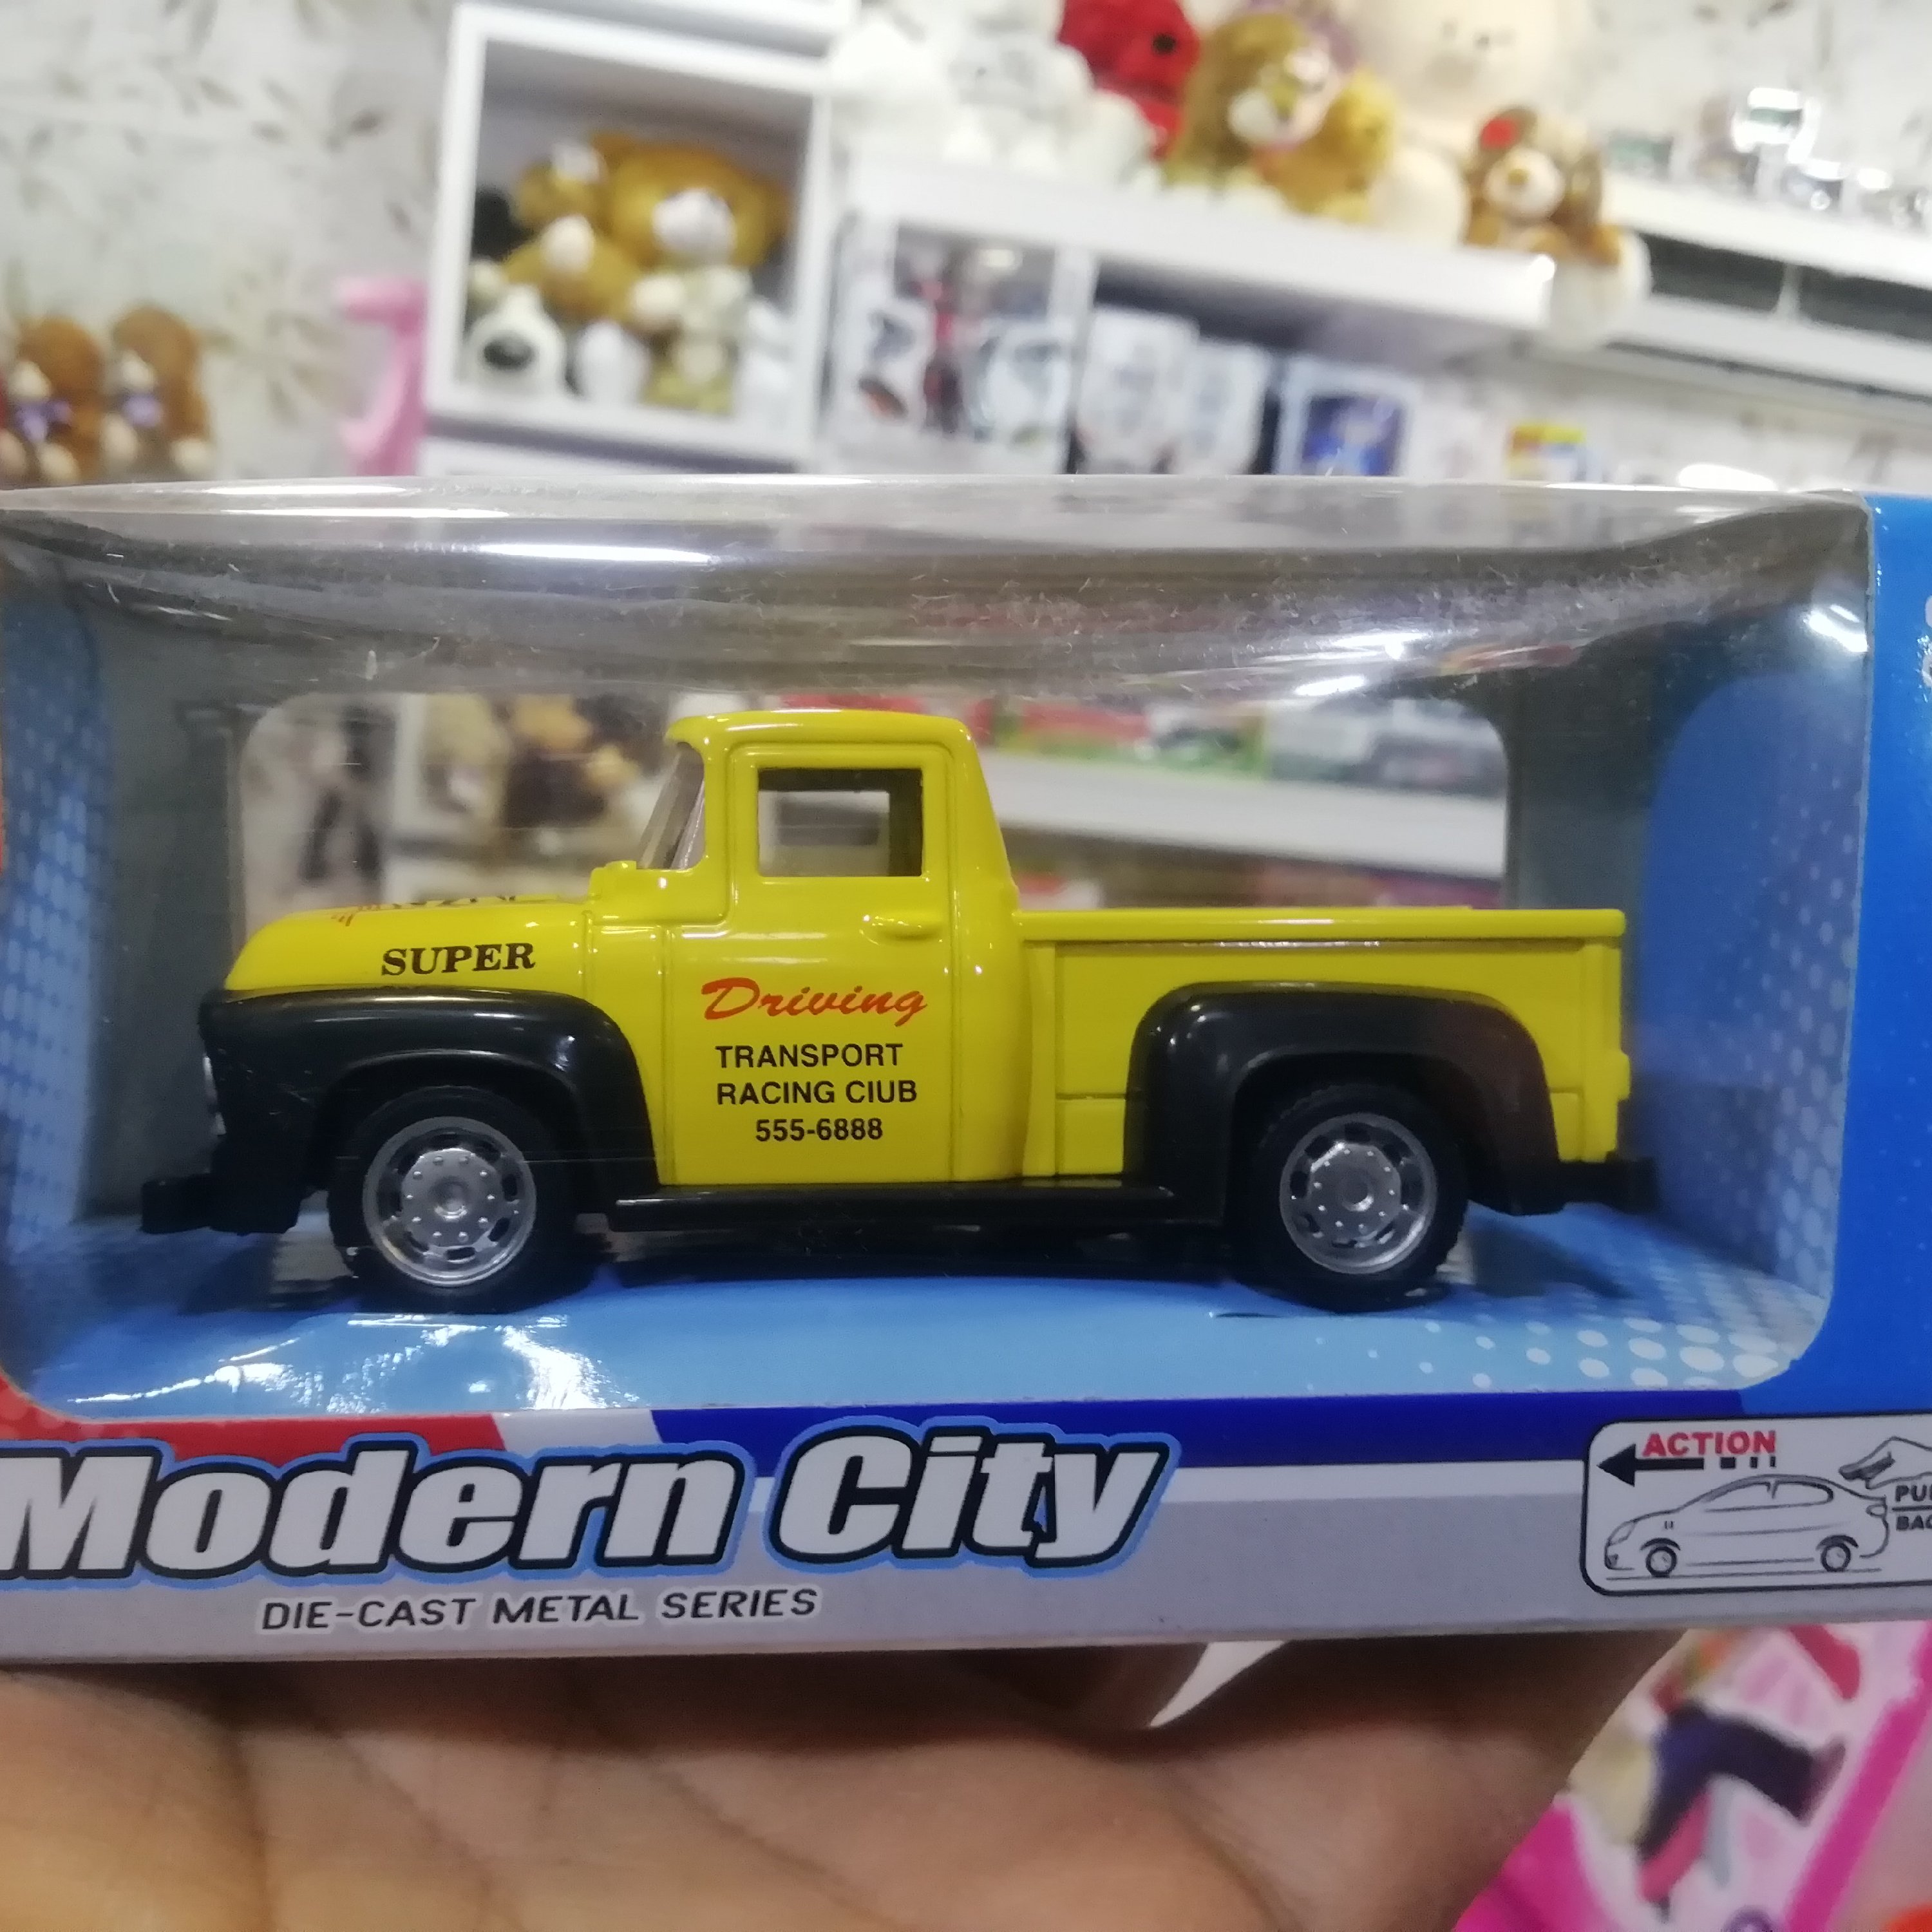 SUPER
Driving
TRANSPORT
RACING CIUB
555-6888
Modern City
DIE-CAST METAL SERIES
ACTION